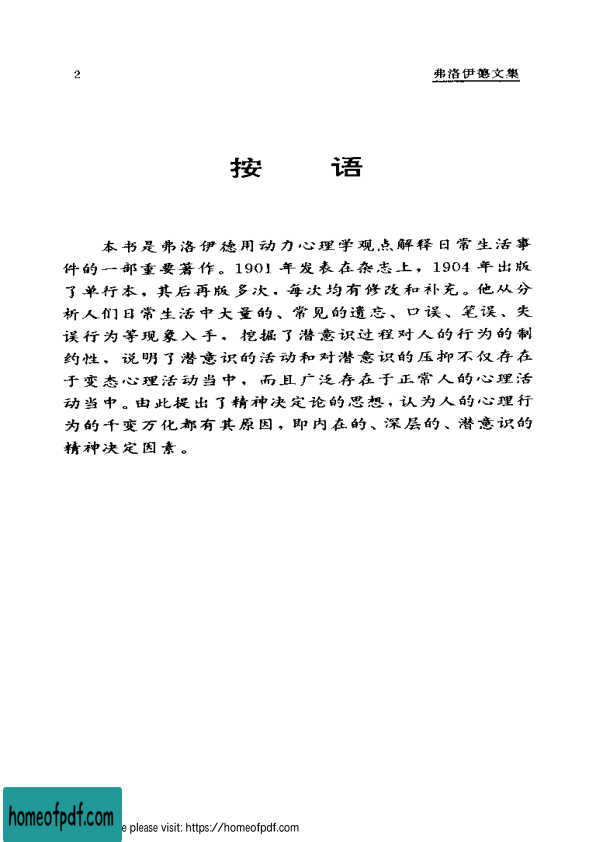 2
弗洛伊德文集
按 语
本书是弗洛伊德用动力心理学观点解释日常生活事
件的一部重要著作。1901 年发表在杂志上，1904 年出版
了单行本，其后再版多次，每次均有修改和补充。他从分
析人们日常生活中大量的、常见的遗忘、口误、笔误、失
误行为等现象入手，挖掘了潜意识过程对人的行为的制
约性，说明了潜意识的活动和对潜意识的压抑不仅存在
于变态心理活动当中，而且广泛存在于正常人的心理活
动当中。由此提出了精神决定论的思想，认为人的心理行
为的千变万化都有其原因，即内在的、深层的、潜意识的
精神决定因素。
homeofpdf.com
e please visit: https://homeofpdf.com